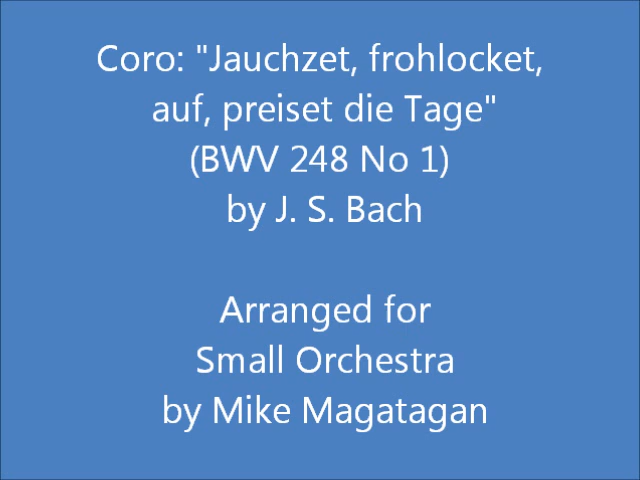 Coro: "Jauchzet, frohlocket,
auf, preiset die Tage"
(BWV 248 No 1)
by J. S. Bach
Arranged for
Small Orchestra
by Mike Magatagan